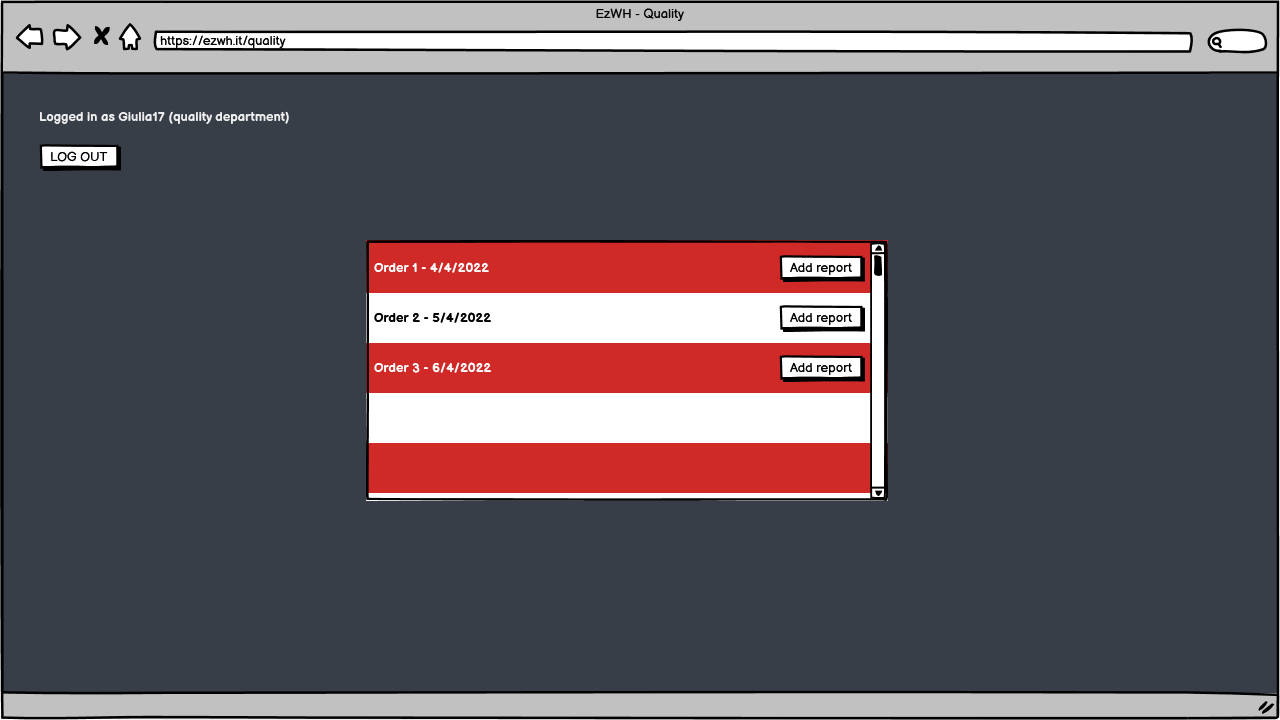 EzWH - Quality
https://ezwh.it/quality
Logged in as Giulia17 (quality department)
LOG OUT
Order 1 - 4/4/2022 Add report
Order 2 - 5/4/2022 Add report
Order 3 - 6/4/2022 Add report